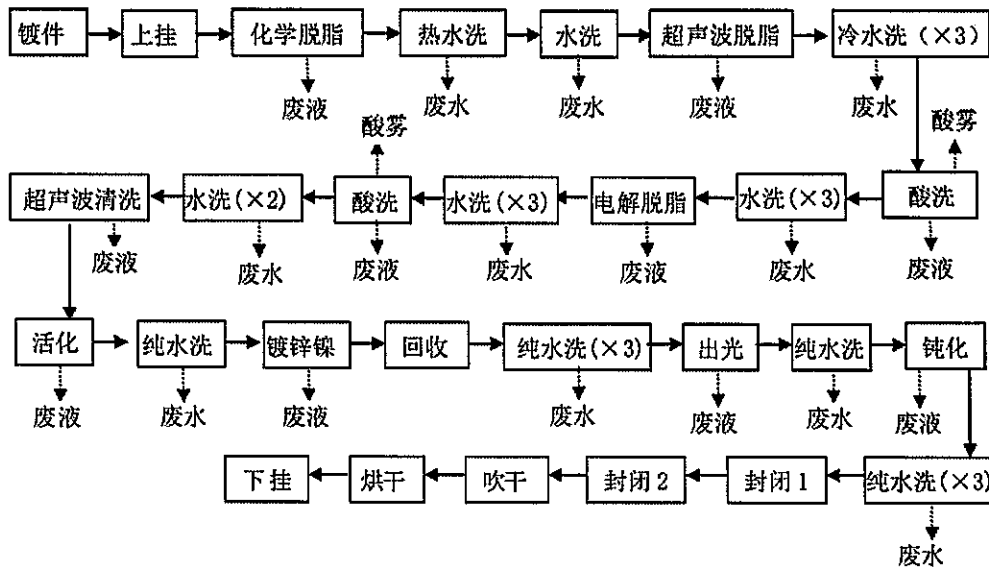 镀件 上挂 化学脱脂 热水洗 水洗 超声波脱脂 冷水洗(×3)
废液 废水 废水 废液 废水
酸雾 酸雾
超声波清洗 水洗(×2) 酸洗 水洗(×3) 电解脱脂 水洗(×3) 酸洗
废液 废水 废液 废水 废液 废水 废液
活化 纯水洗 镀锌镍 回收 纯水洗(×3) 出光 纯水洗 钝化
废液 废水 废液 废水 废液 废水 废液
下挂 烘干 吹干 封闭2 封闭1 纯水洗(×3)
废水